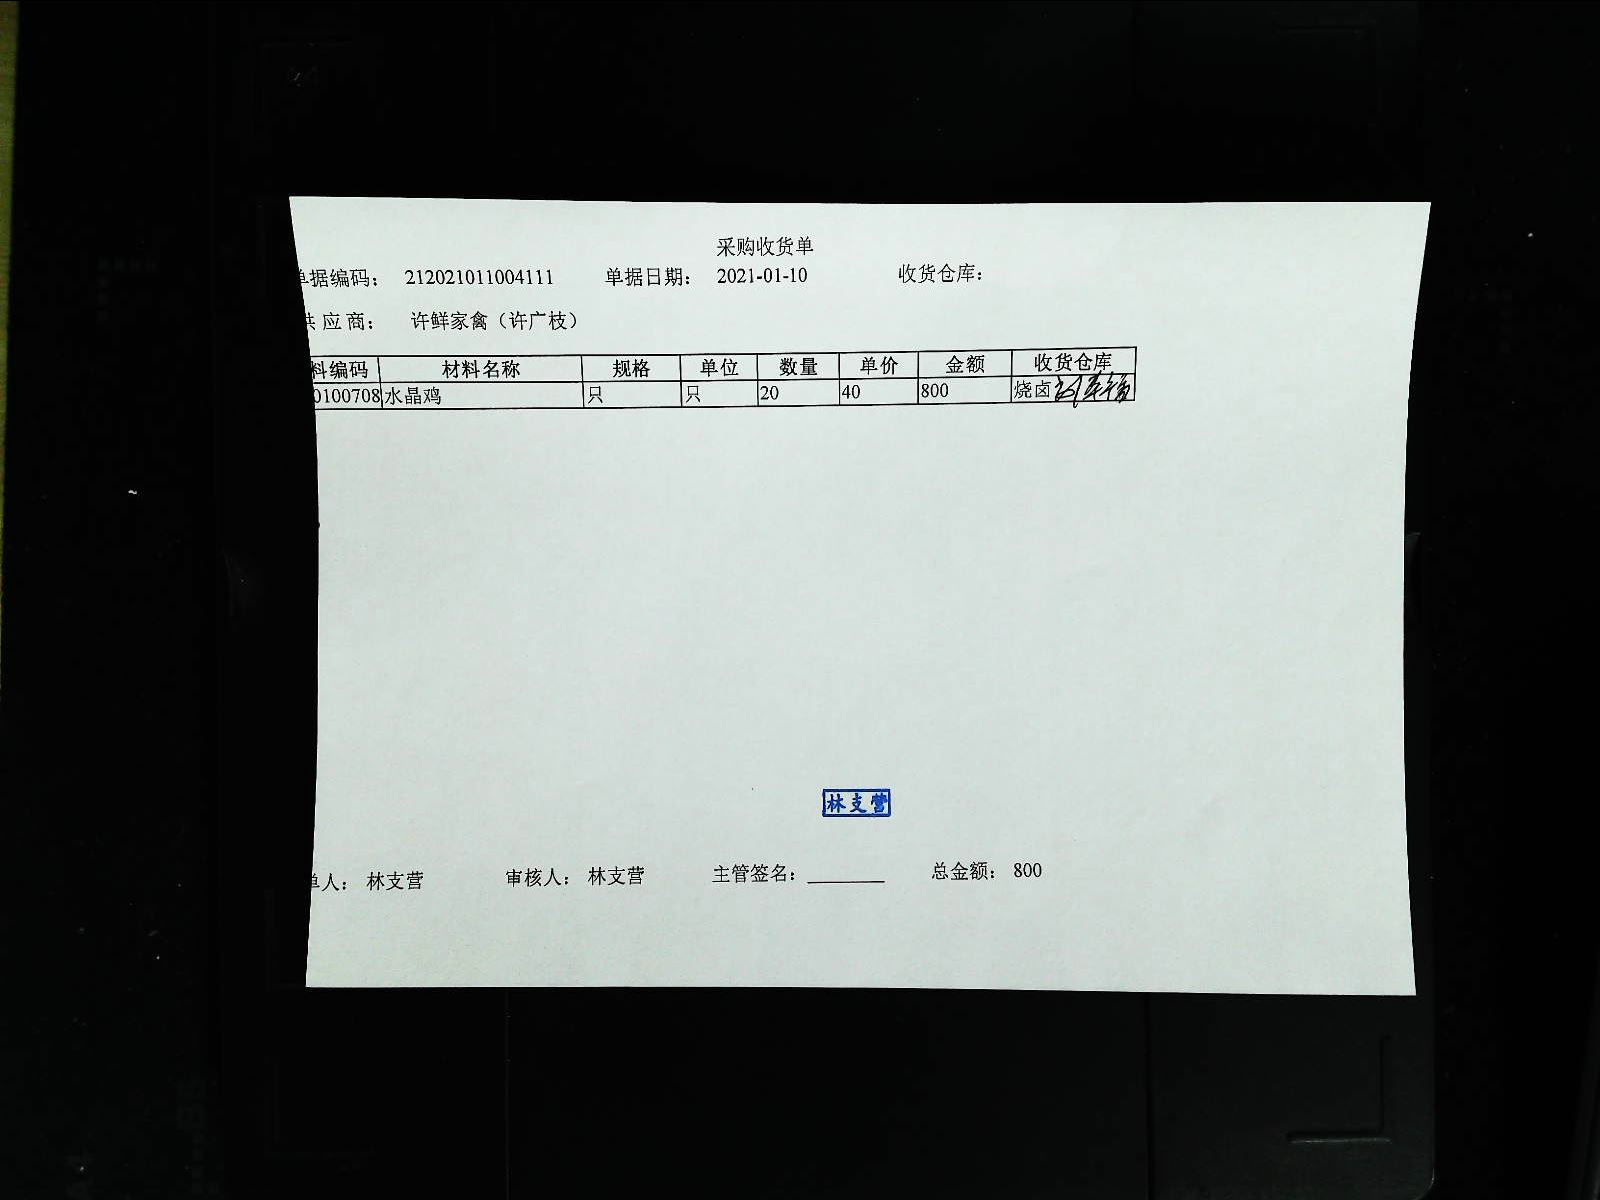 采购收货单
单据编码： 212021011004111 单据日期： 2021-01-10 收货仓库：
供应商： 许鲜家禽（许广枝）
料编码 材料名称 规格 单位 数量 单价 金额 收货仓库
0100708 水晶鸡 只 只 20 40 800 烧卤
林支营
单人： 林支营 审核人： 林支营 主管签名： 总金额： 800